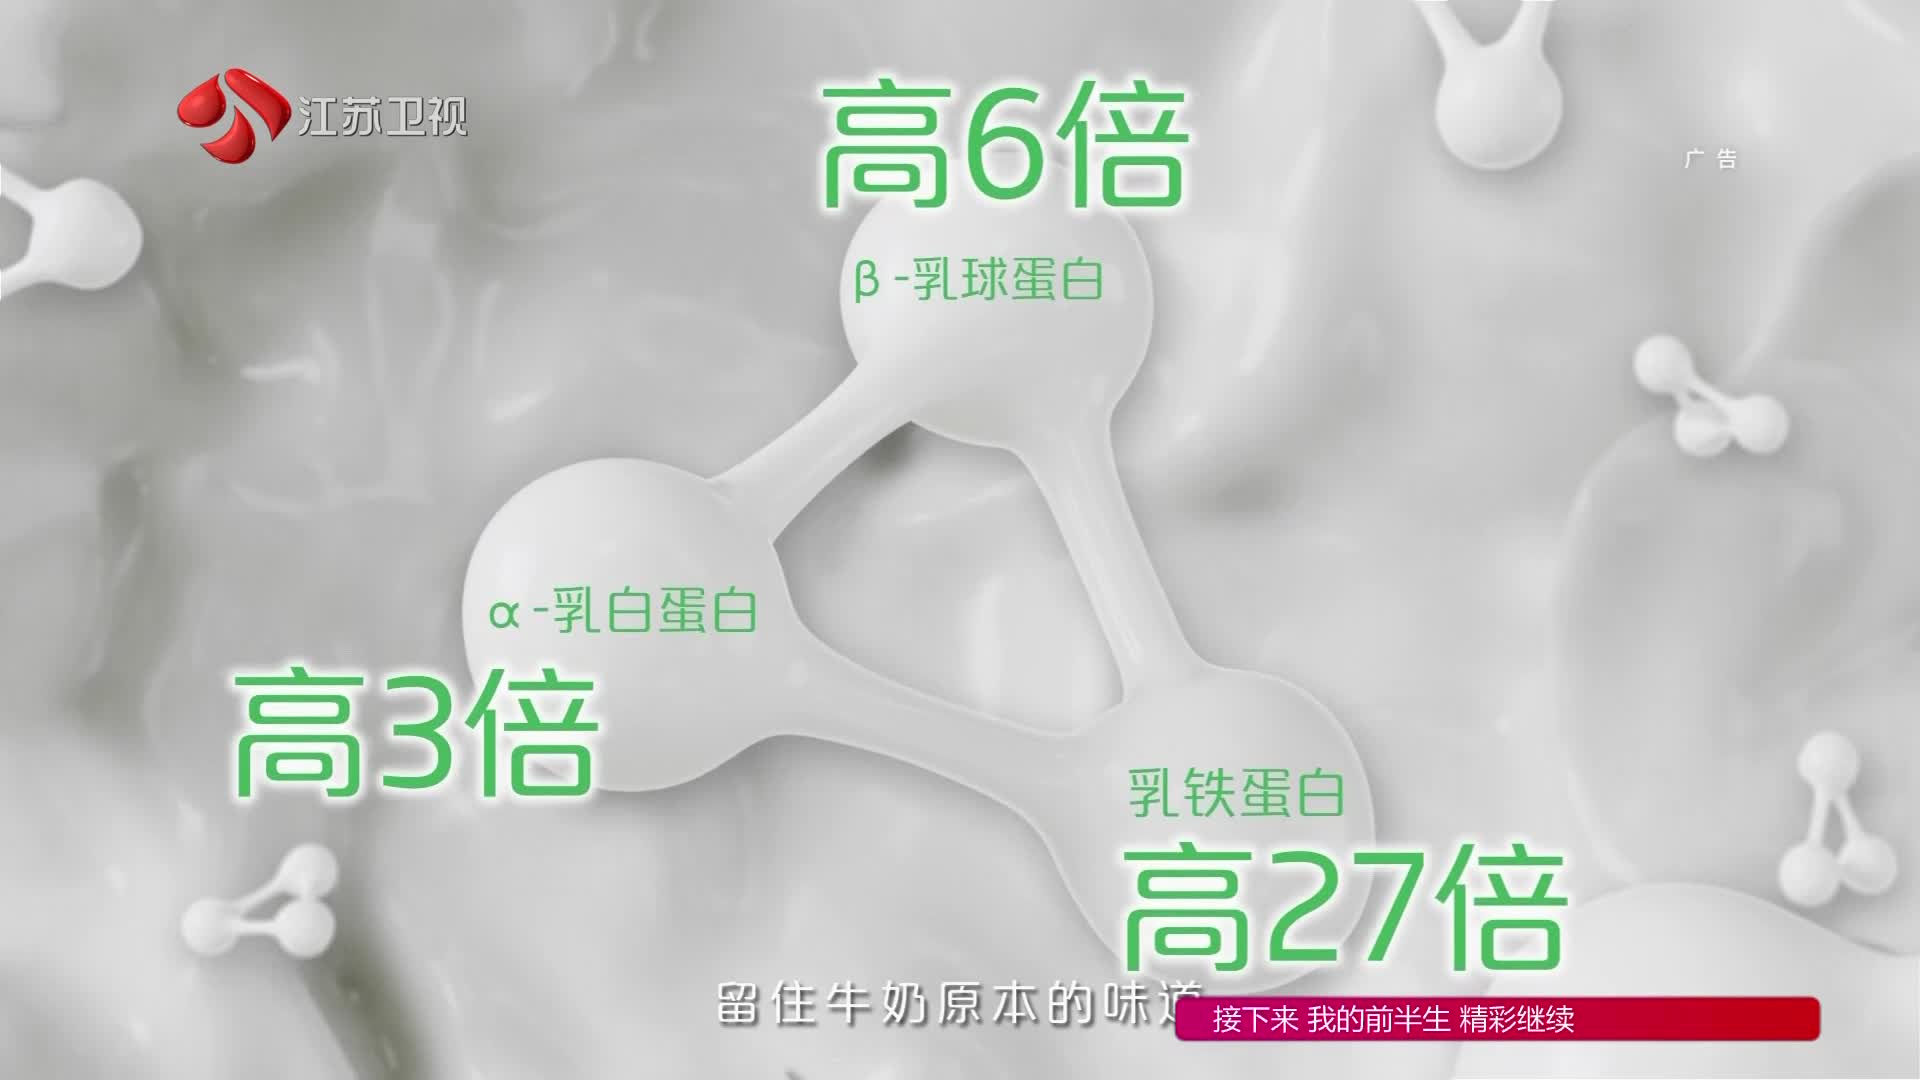 江苏卫视
广告
高6倍
β-乳球蛋白
α-乳白蛋白
高3倍
乳铁蛋白
高27倍
留住牛奶原本的味道
接下来 我的前半生 精彩继续